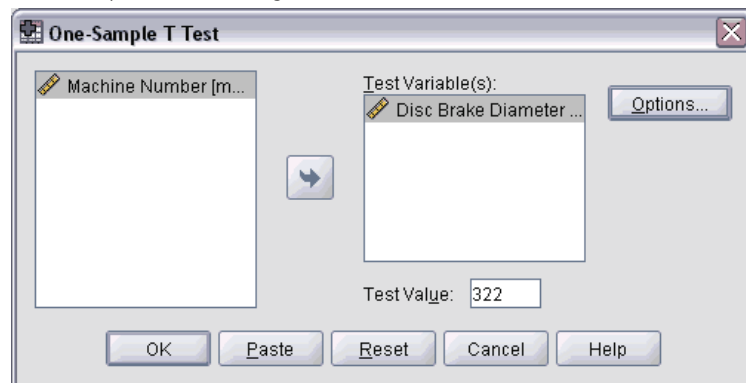 One-Sample T Test
Machine Number [m...
Test Variable(s):
Disc Brake Diameter ...
Options...
Test Value: 322
OK Paste Reset Cancel Help